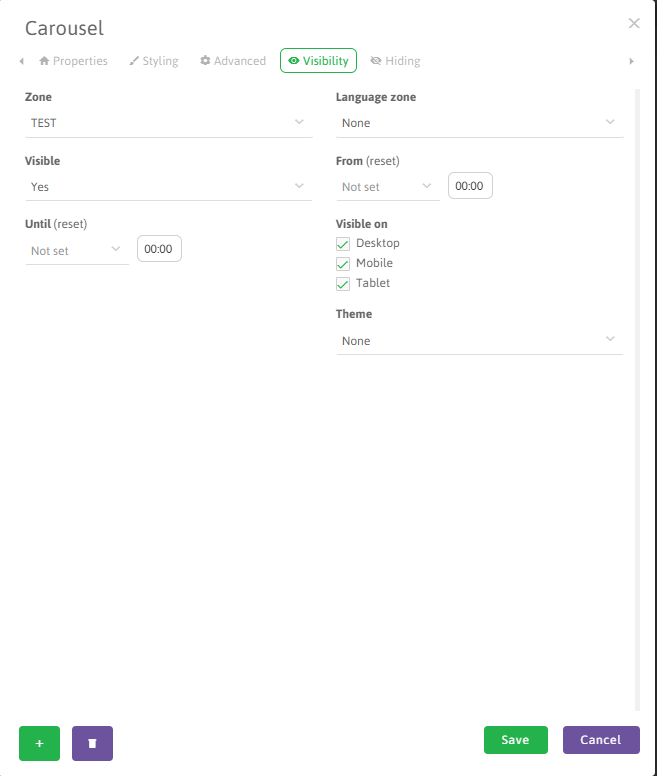 Carousel
Properties Styling Advanced Visibility Hiding
Zone
TEST
Language zone
None
Visible
Yes
From (reset)
Not set 00:00
Until (reset)
Not set 00:00
Visible on
Desktop
Mobile
Tablet
Theme
None
+
Save Cancel